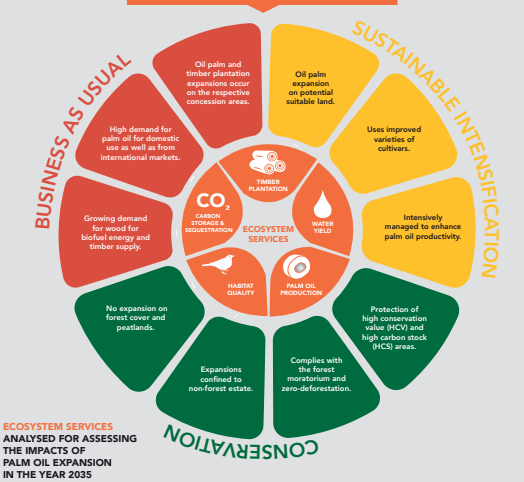 BUSINESS AS USUAL
SUSTAINABLE INTENSIFICATION
Oil palm and
timber plantation
expansions occur
on the respective
concession areas.
Oil palm
expansion
on potential
suitable land.
High demand for
palm oil for domestic
use as well as from
international markets.
Uses improved
varieties of
cultivars.
Growing demand
for wood for
biofuel energy and
timber supply.
Intensively
managed to enhance
palm oil productivity.
TIMBER
PLANTATION
CO2
CARBON
STORAGE &
SEQUESTRATION
WATER
YIELD
ECOSYSTEM
SERVICES
HABITAT
QUALITY
PALM OIL
PRODUCTION
No expansion on
forest cover and
peatlands.
Protection of
high conservation
value (HCV) and
high carbon stock
(HCS) areas.
Expansions
confined to
non-forest estate.
Complies with
the forest
moratorium and
zero-deforestation.
CONSERVATION
ECOSYSTEM SERVICES
ANALYSED FOR ASSESSING
THE IMPACTS OF
PALM OIL EXPANSION
IN THE YEAR 2035